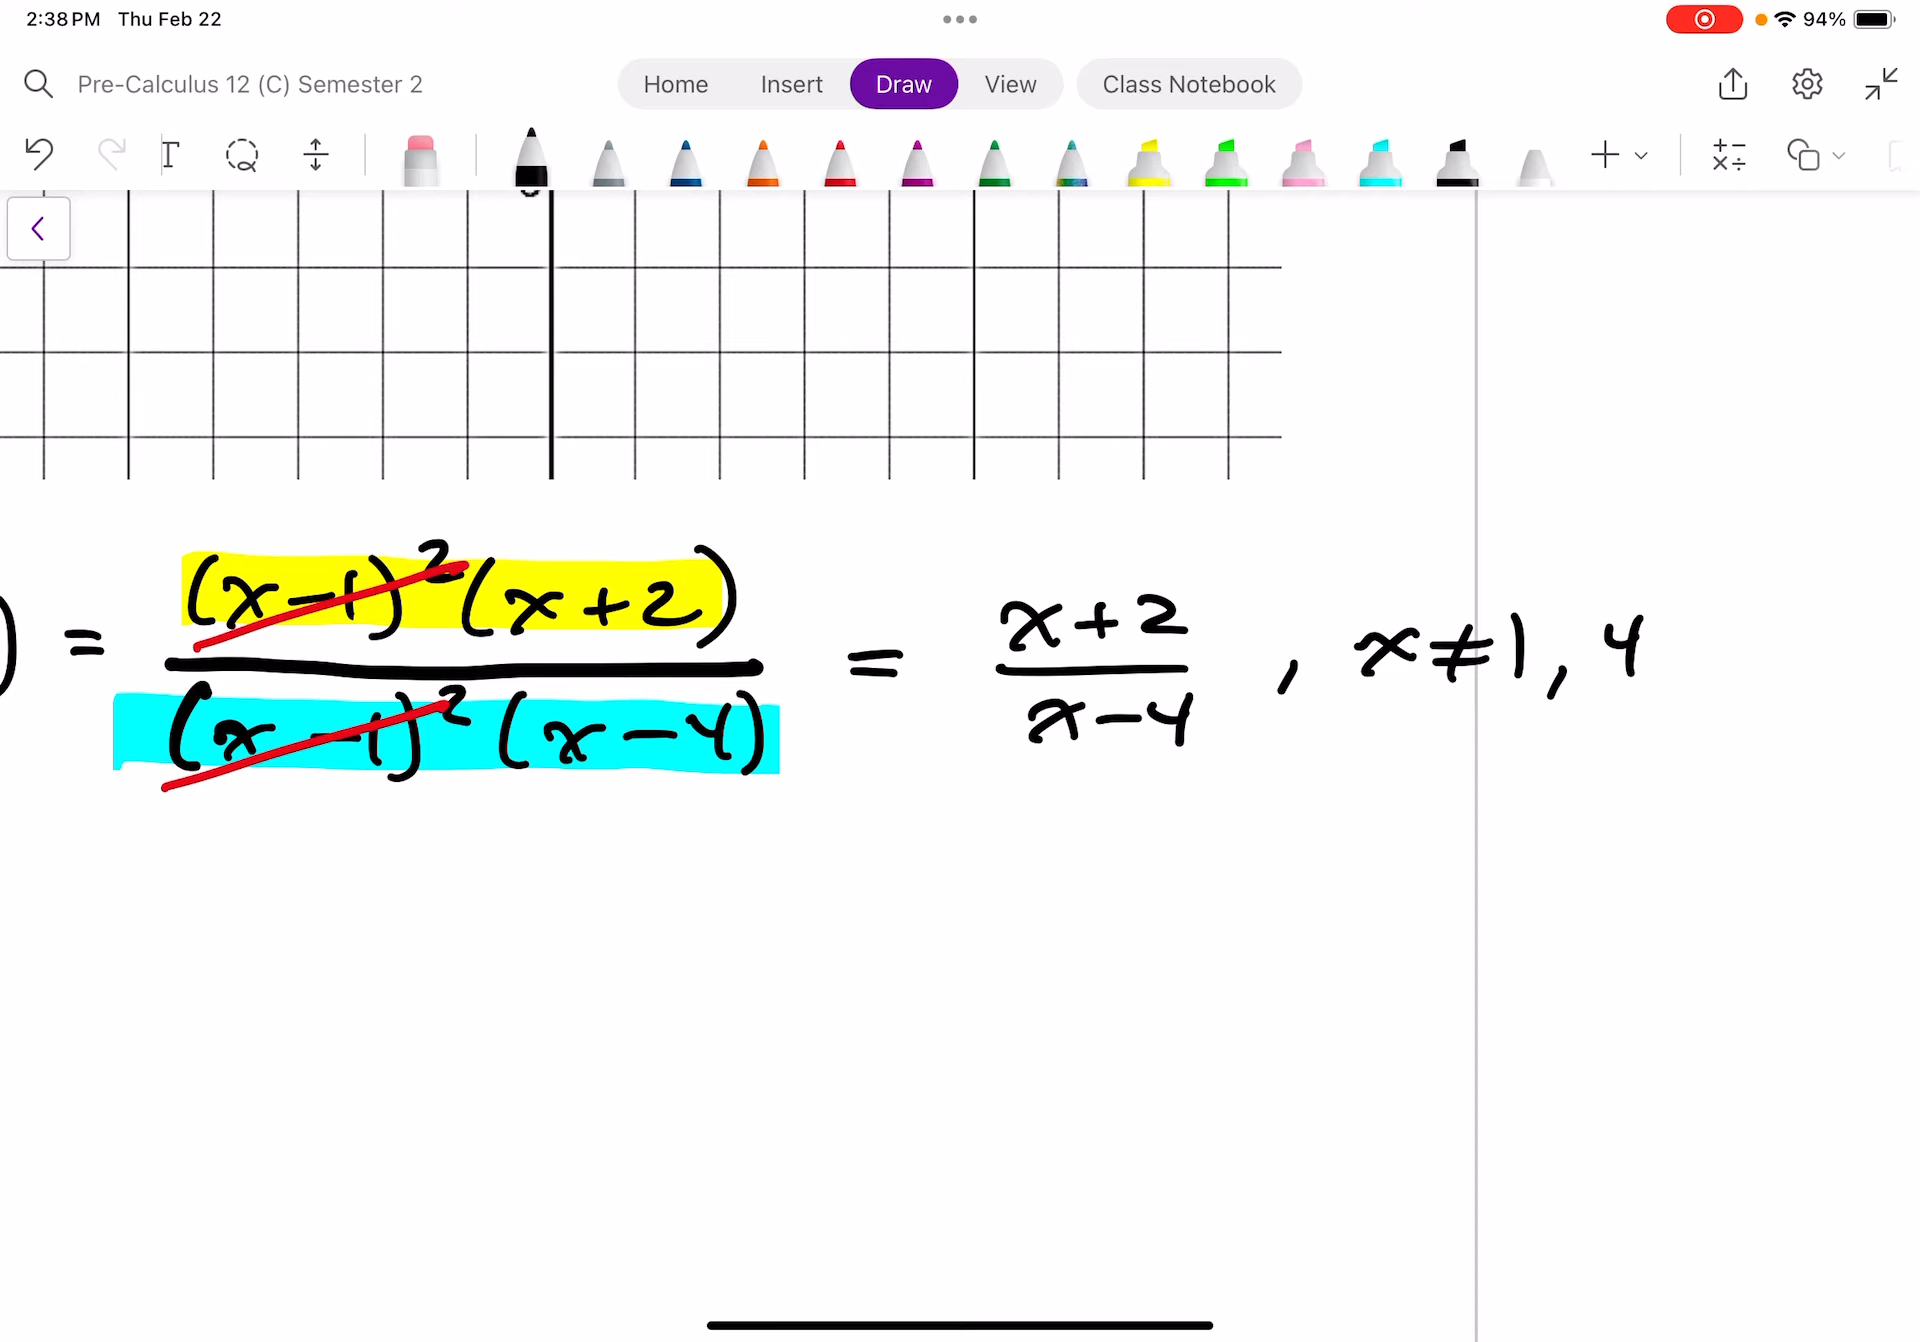 2:38 PM Thu Feb 22 94%
Pre-Calculus 12 (C) Semester 2 Home Insert Draw View Class Notebook
) = (x-1)²(x+2) / (x-1)²(x-4) = x+2 / x-4 , x≠1, 4